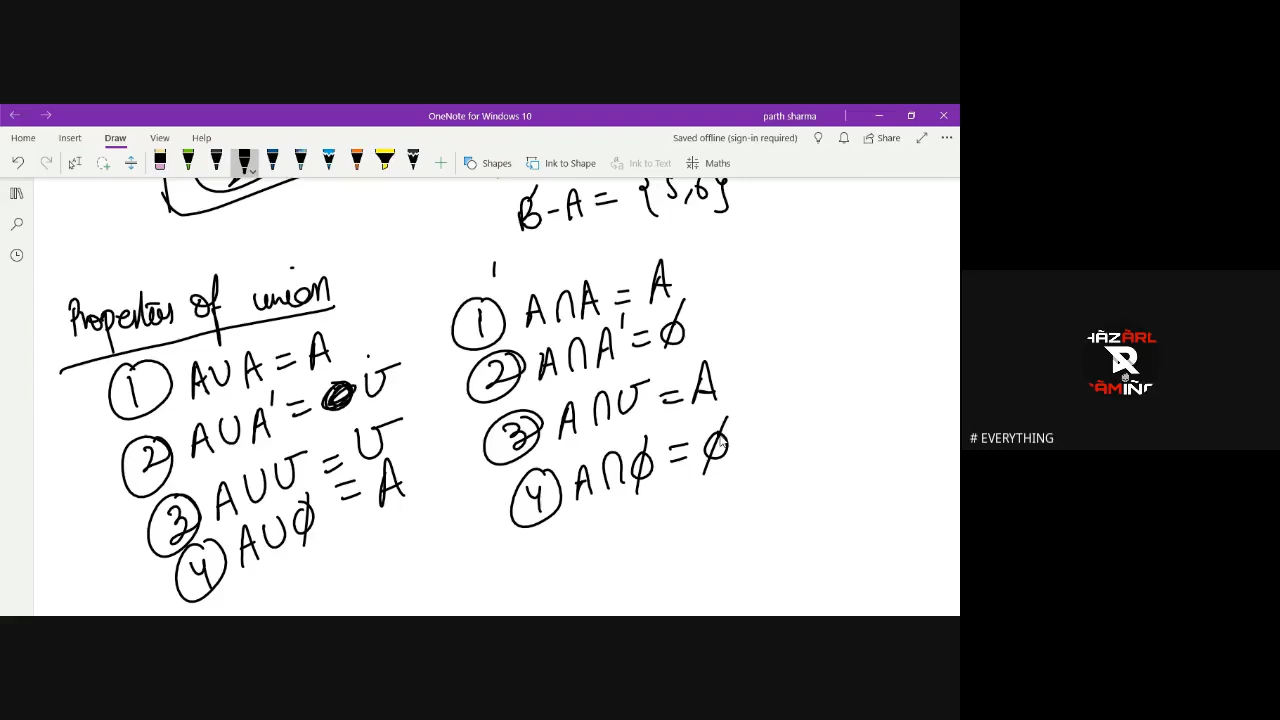 OneNote for Windows 10
parth sharma
Home Insert Draw View Help
Saved offline (sign-in required)
Share
Shapes
Ink to Shape
Ink to Text
Maths
B-A = {5,6}
Properties of union
1 A∪A = A
2 A∪A' = U
3 A∪U = U
4 A∪ϕ = A
1 A∩A = A
2 A∩A' = ϕ
3 A∩U = A
4 A∩ϕ = ϕ
# EVERYTHING